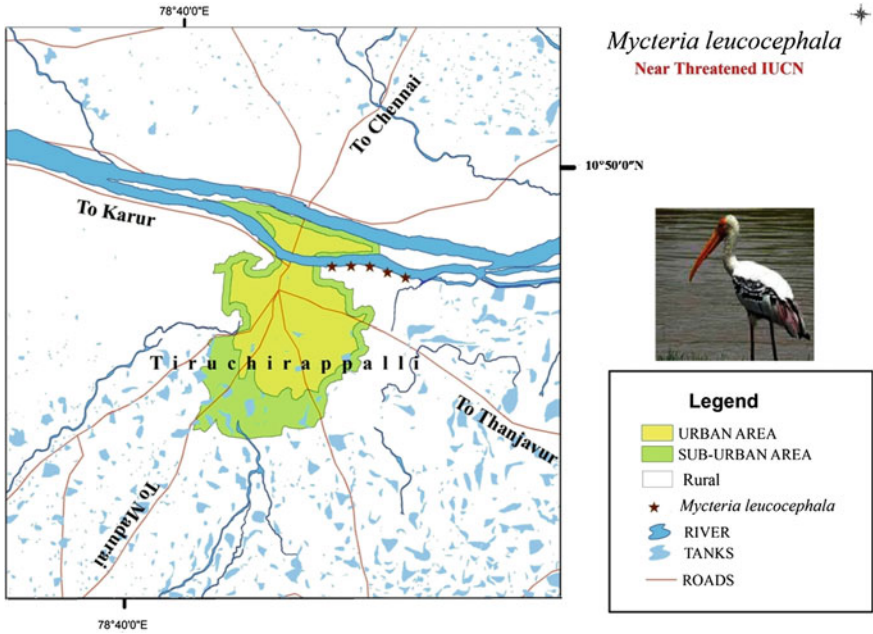 78°40'0"E
Mycteria leucocephala
Near Threatened IUCN
To Chennai
10°50'0"N
To Karur
Tiruchirappalli
To Thanjavur
To Madurai
78°40'0"E
Legend
URBAN AREA
SUB-URBAN AREA
Rural
Mycteria leucocephala
RIVER
TANKS
ROADS